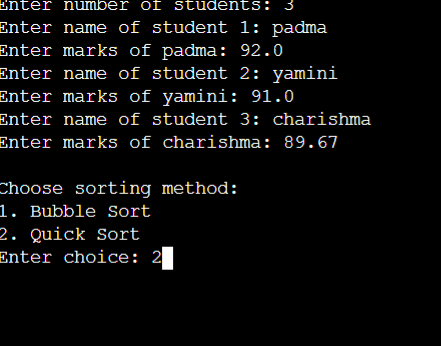 Enter number of students: 3
Enter name of student 1: padma
Enter marks of padma: 92.0
Enter name of student 2: yamini
Enter marks of yamini: 91.0
Enter name of student 3: charishma
Enter marks of charishma: 89.67
Choose sorting method:
1. Bubble Sort
2. Quick Sort
Enter choice: 2